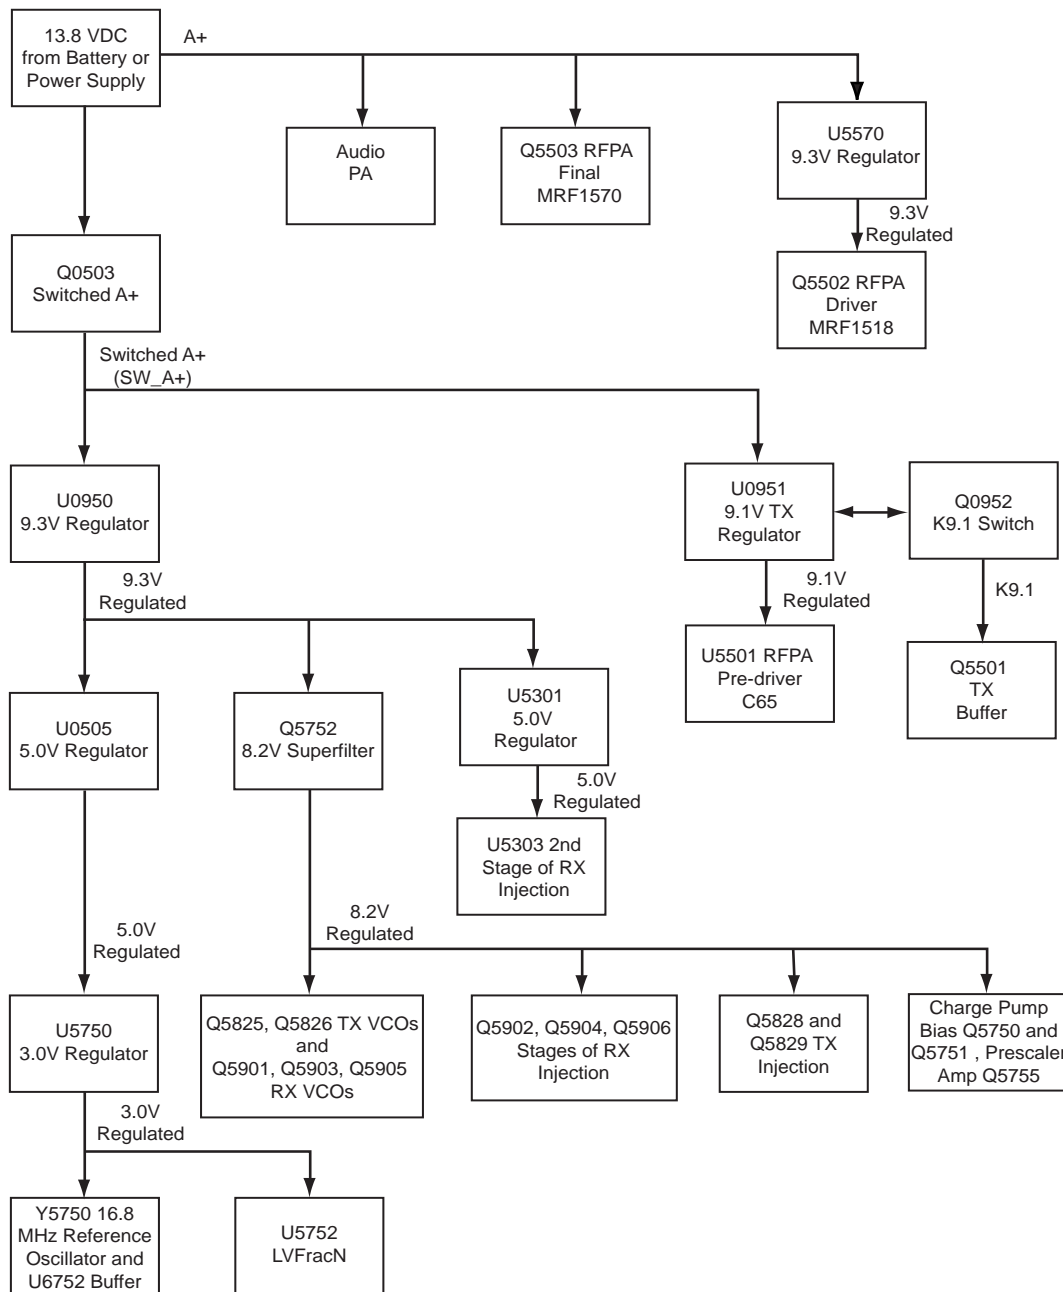 13.8 VDC
from Battery or
Power Supply
A+
Audio
PA
Q5503 RFPA
Final
MRF1570
U5570
9.3V Regulator
9.3V
Regulated
Q5502 RFPA
Driver
MRF1518
Q0503
Switched A+
Switched A+
(SW_A+)
U0950
9.3V Regulator
U0951
9.1V TX
Regulator
Q0952
K9.1 Switch
9.3V
Regulated
9.1V
Regulated
K9.1
U5501 RFPA
Pre-driver
C65
Q5501
TX
Buffer
U0505
5.0V Regulator
Q5752
8.2V Superfilter
U5301
5.0V
Regulator
5.0V
Regulated
U5303 2nd
Stage of RX
Injection
5.0V
Regulated
8.2V
Regulated
U5750
3.0V Regulator
Q5825, Q5826 TX VCOs
and
Q5901, Q5903, Q5905
RX VCOs
Q5902, Q5904, Q5906
Stages of RX
Injection
Q5828 and
Q5829 TX
Injection
Charge Pump
Bias Q5750 and
Q5751 , Prescaler
Amp Q5755
3.0V
Regulated
Y5750 16.8
MHz Reference
Oscillator and
U6752 Buffer
U5752
LVFracN